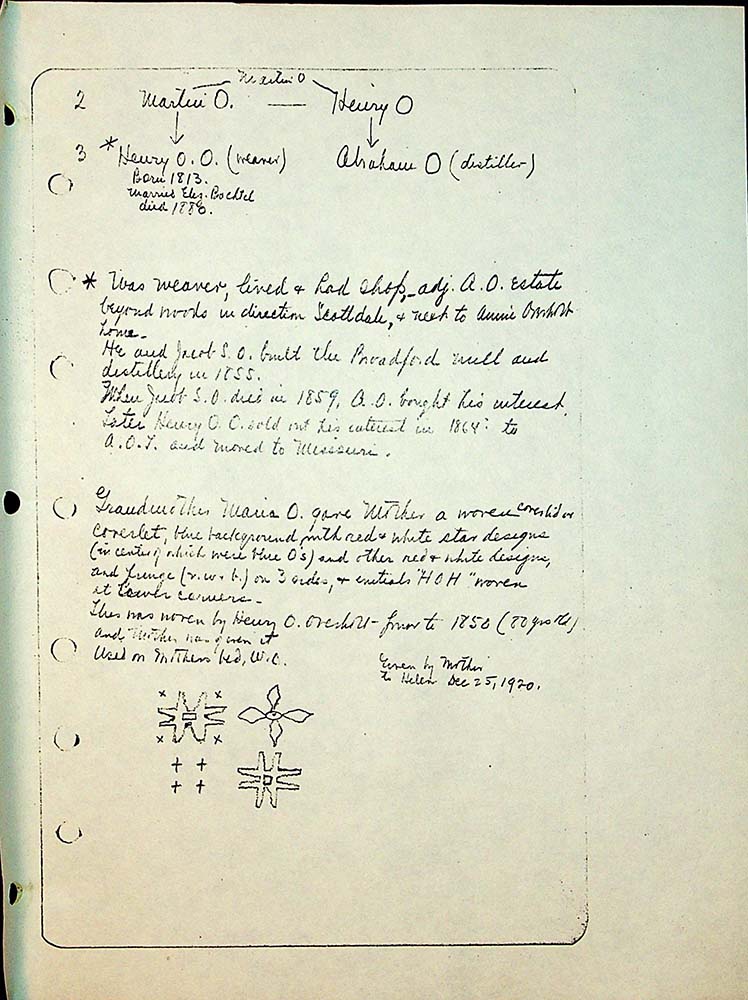 Martin O
2 Martin O. — Henry O
3 * Henry O. O. (weaver) Abraham O (distiller)
Born 1813.
Married Eliz. Bechtel
died 1880.
* Was weaver, lived & had shop, adj. A.O. estate
beyond woods in direction Scottdale, & next to Annie Overholt
home.
He and Jacob S. O. built the Broadford mill and
distillery in 1855.
When Jacob S. O. died in 1859, A.O. bought his interest.
Later Henry O. O. sold out his interest in 1864 to
A.O.T. and moved to Missouri.
Grandmother Maria O. gave Mother a woven coverlid or
coverlet, blue background with red & white star designs
(in center of which were blue O's) and other red & white designs,
and fringe (r. w & b.) on 3 sides, & initials "H O H" woven
at lower corners.
This was woven by Henry O. Overholt - prior to 1850 (80 yrs old)
and Mother was given it
Used on Mothers bed, W.O.
Given by Mother
to Helen Dec 25, 1920.